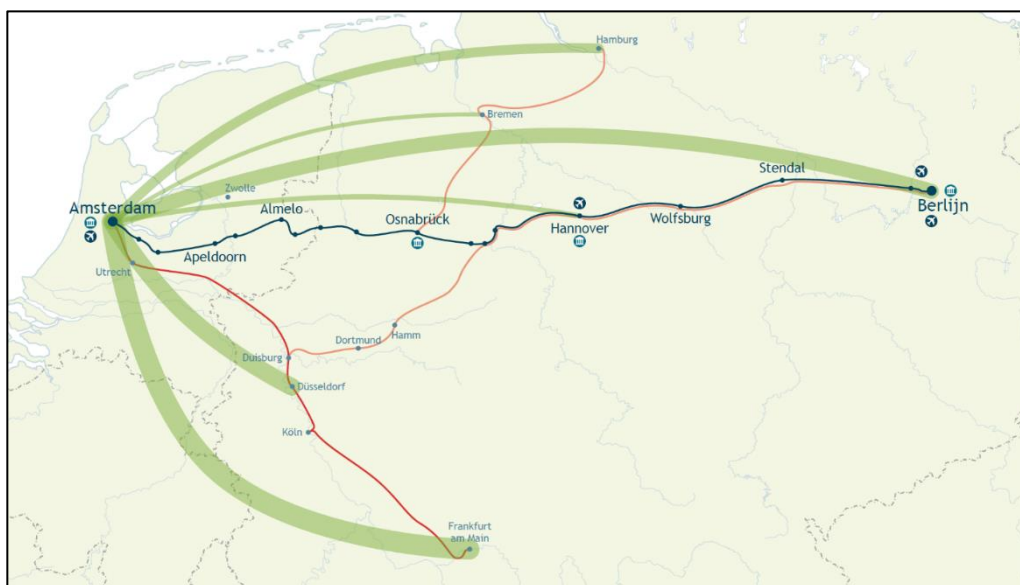 Hamburg
Bremen
Stendal
Zwolle
Amsterdam
Almelo
Osnabrück
Berlijn
Wolfsburg
Hannover
Apeldoorn
Utrecht
Dortmund
Hamm
Duisburg
Düsseldorf
Köln
Frankfurt
am Main